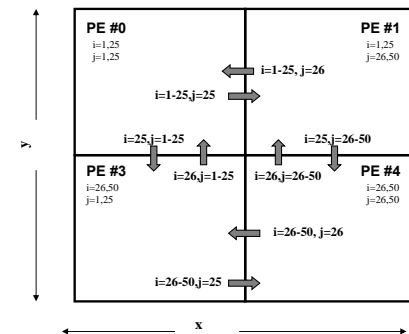 PE #0
i=1,25
j=1,25
PE #1
i=1,25
j=26,50
i=1-25, j=26
i=1-25,j=25
y
i=25,j=1-25
i=25,j=26-50
PE #3
i=26,50
j=1,25
i=26,j=1-25
i=26,j=26-50
PE #4
i=26,50
j=26,50
i=26-50, j=26
i=26-50,j=25
x